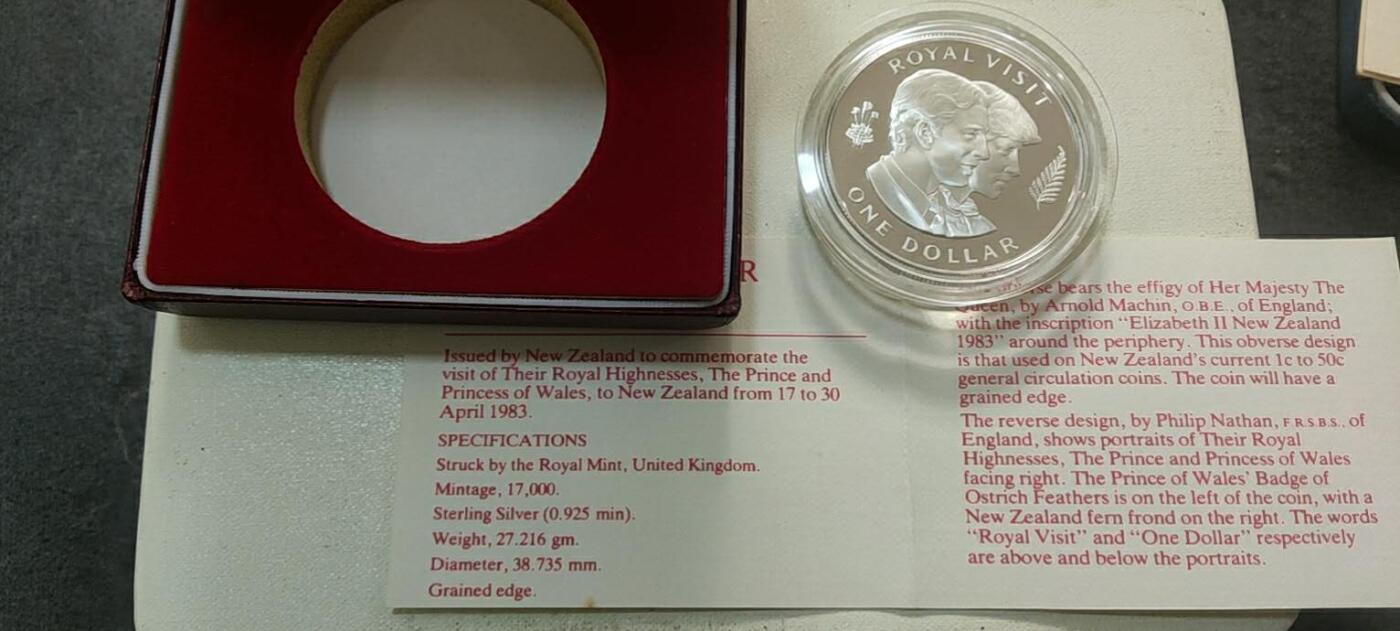 ROYAL VISIT
ONE DOLLAR
R
Issued by New Zealand to commemorate the
visit of Their Royal Highnesses, The Prince and
Princess of Wales, to New Zealand from 17 to 30
April 1983.
SPECIFICATIONS
Struck by the Royal Mint, United Kingdom.
Mintage, 17,000.
Sterling Silver (0.925 min).
Weight, 27.216 gm.
Diameter, 38.735 mm.
Grained edge.
bears the effigy of Her Majesty The
Queen, by Arnold Machin, O.B.E., of England;
with the inscription “Elizabeth II New Zealand
1983” around the periphery. This obverse design
is that used on New Zealand's current 1c to 50c
general circulation coins. The coin will have a
grained edge.
The reverse design, by Philip Nathan, F.R.S.B.S., of
England, shows portraits of Their Royal
Highnesses, The Prince and Princess of Wales
facing right. The Prince of Wales' Badge of
Ostrich Feathers is on the left of the coin, with a
New Zealand fern frond on the right. The words
“Royal Visit” and “One Dollar” respectively
are above and below the portraits.